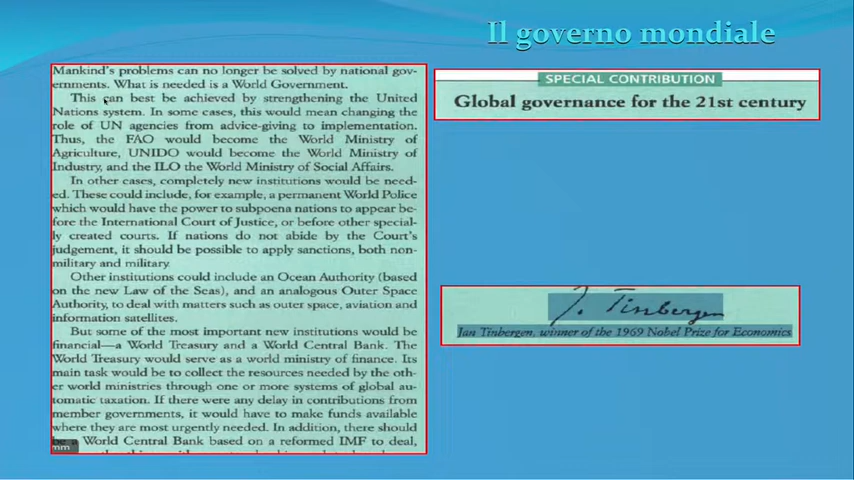 Il governo mondiale
Mankind's problems can no longer be solved by national gov-
ernments. What is needed is a World Government.
This can best be achieved by strengthening the United
Nations system. In some cases, this would mean changing the
role of UN agencies from advice-giving to implementation.
Thus, the FAO would become the World Ministry of
Agriculture, UNIDO would become the World Ministry of
Industry, and the ILO the World Ministry of Social Affairs.
In other cases, completely new institutions would be need-
ed. These could include, for example, a permanent World Police
which would have the power to subpoena nations to appear be-
fore the International Court of Justice, or before other special-
ly created courts. If nations do not abide by the Court's
judgement, it should be possible to apply sanctions, both non-
military and military.
Other institutions could include an Ocean Authority (based
on the new Law of the Seas), and an analogous Outer Space
Authority, to deal with matters such as outer space, aviation and
information satellites.
But some of the most important new institutions would be
financial—a World Treasury and a World Central Bank. The
World Treasury would serve as a world ministry of finance. Its
main task would be to collect the resources needed by the oth-
er world ministries through one or more systems of global au-
tomatic taxation. If there were any delay in contributions from
member governments, it would have to make funds available
where they are most urgently needed. In addition, there should
be a World Central Bank based on a reformed IMF to deal,
mm
SPECIAL CONTRIBUTION
Global governance for the 21st century
J. Tinbergen
Jan Tinbergen, winner of the 1969 Nobel Prize for Economics